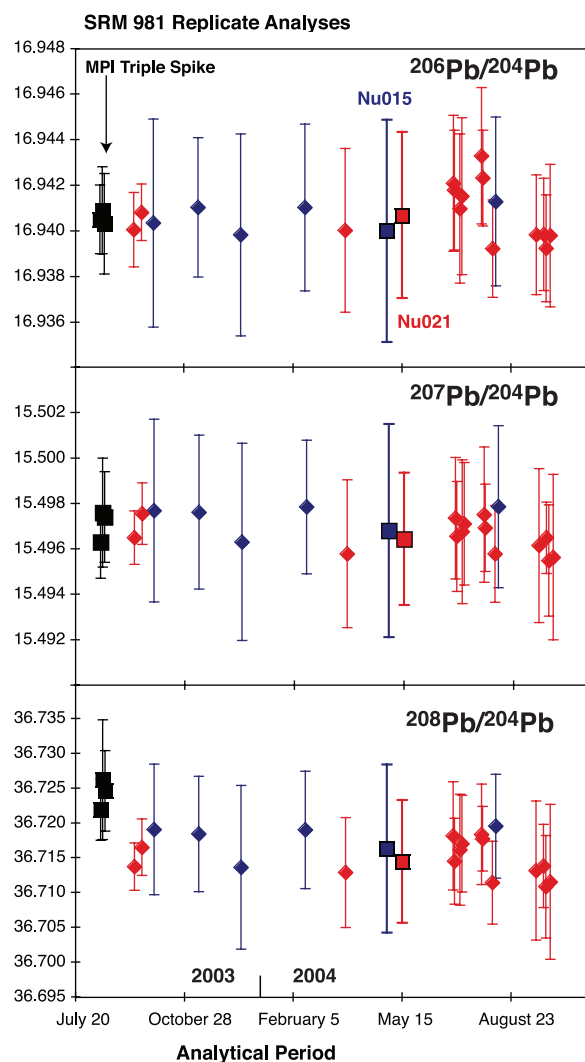 SRM 981 Replicate Analyses
16.948
16.946
16.944
16.942
16.940
16.938
16.936
MPI Triple Spike
²⁰⁶Pb/²⁰⁴Pb
Nu015
Nu021
15.502
15.500
15.498
15.496
15.494
15.492
²⁰⁷Pb/²⁰⁴Pb
36.735
36.730
36.725
36.720
36.715
36.710
36.705
36.700
36.695
²⁰⁸Pb/²⁰⁴Pb
2003 2004
July 20 October 28 February 5 May 15 August 23
Analytical Period